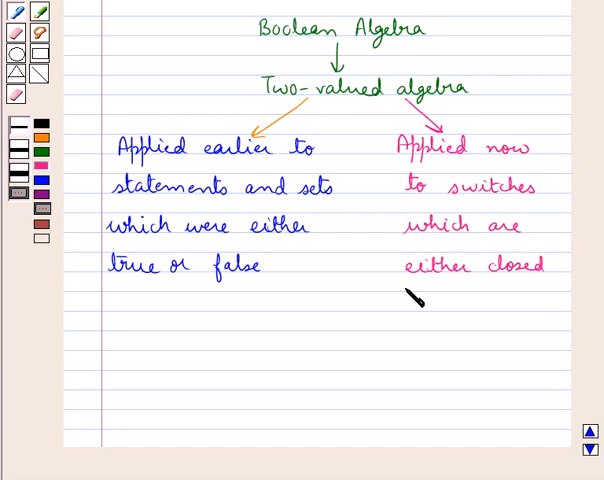 Boolean Algebra
Two-valued algebra
Applied earlier to
statements and sets
which were either
true or false
Applied now
to switches
which are
either closed